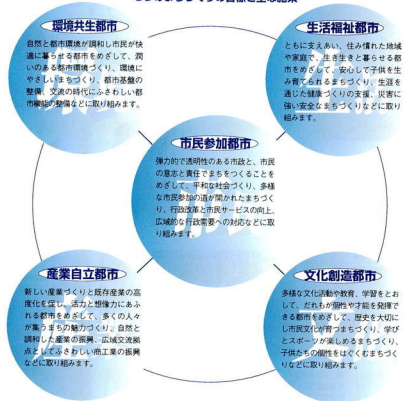 環境共生都市
自然と都市環境が調和し市民が快
適に暮らせる都市をめざして、潤
いのある都市環境づくり、環境に
やさしいまちづくり、都市基盤の
整備、交流の時代にふさわしい都
市機能の整備などに取り組みます。
生活福祉都市
ともに支えあい、住み慣れた地域
や家庭で、生き生きと暮らせる都
市をめざして、安心して子供を生
み育てられるまちづくり、生涯を
通じた健康づくりの支援、災害に
強い安全なまちづくりなどに取り
組みます。
市民参加都市
弾力的で透明性のある市政と、市民
の意志と責任でまちをつくることを
めざして、平和な社会づくり、多様
な市民参加の道が開かれたまちづく
り、行政改革と市民サービスの向上、
広域的な行政需要への対応などに取
り組みます。
産業自立都市
新しい産業づくりと既存産業の高
度化を促し、活力と想像力にあふ
れる都市をめざして、多くの人々
が集うまちの魅力づくり、自然と
調和した産業の振興、広域交流拠
点としてふさわしい商工業の振興
などに取り組みます。
文化創造都市
多様な文化活動や教育、学習をとお
して、だれもが個性や才能を発揮で
きる都市をめざして、歴史を大切に
し市民文化が育つまちづくり、学び
とスポーツが楽しめるまちづくり、
子供たちの個性をはぐくむまちづく
りなどに取り組みます。